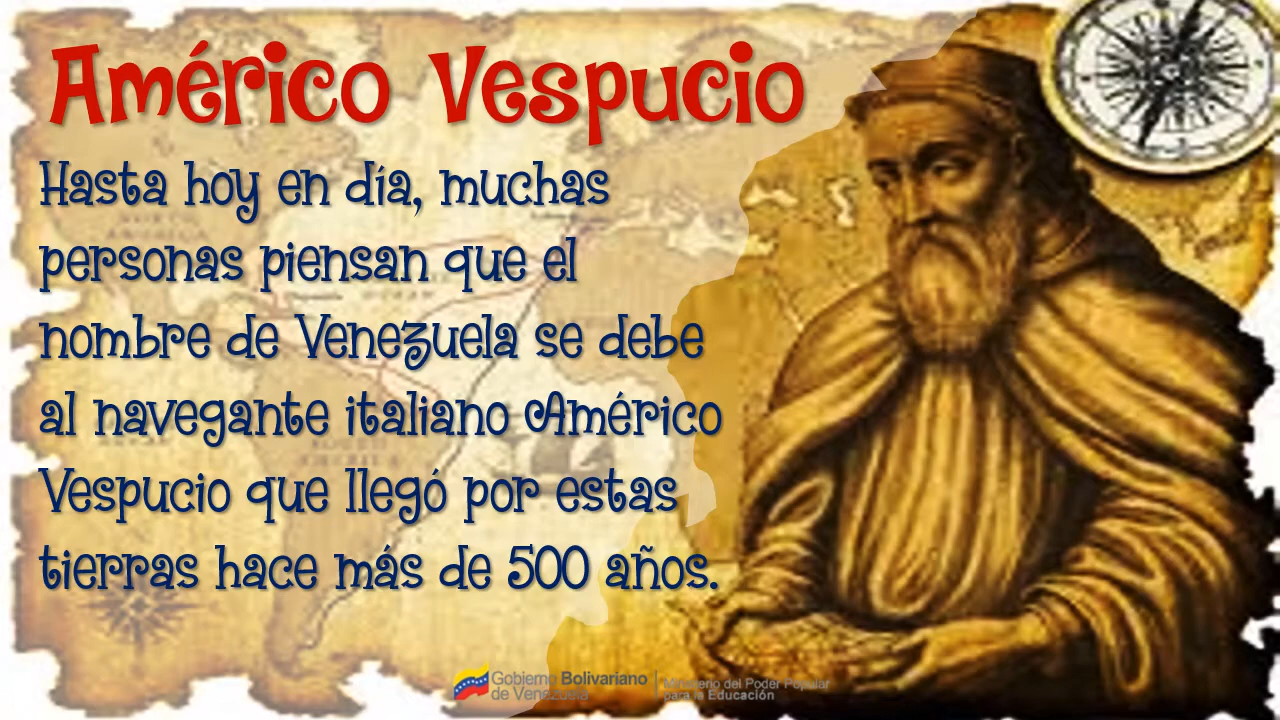 Américo Vespucio
Hasta hoy en día, muchas
personas piensan que el
nombre de Venezuela se debe
al navegante italiano Américo
Vespucio que llegó por estas
tierras hace más de 500 años.
Gobierno Bolivariano
de Venezuela
Ministerio del Poder Popular
para la Educación